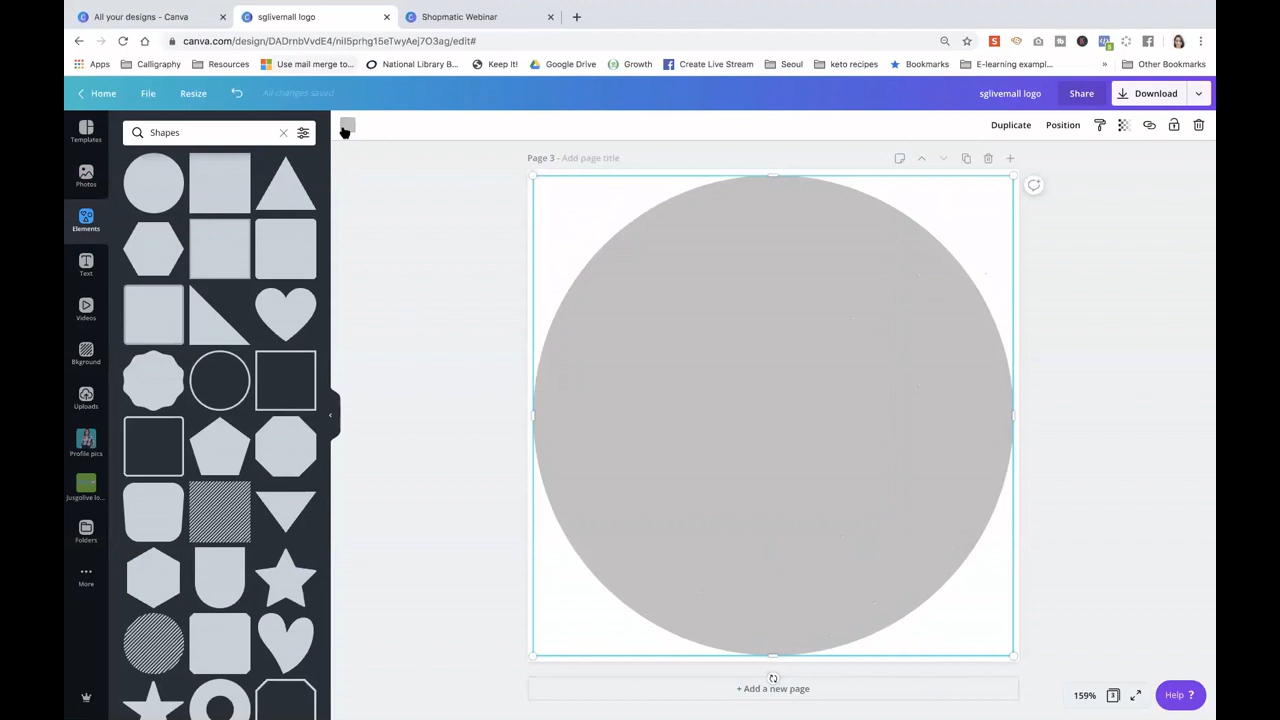 All your designs - Canva
sglivemall logo
Shopmatic Webinar
canva.com/design/DADrnbVvdE4/niI5prhg15eTwyAej7O3ag/edit#
Apps
Calligraphy
Resources
Use mail merge to...
National Library B...
Keep It!
Google Drive
Growth
Create Live Stream
Seoul
keto recipes
Bookmarks
E-learning exampl...
»
Other Bookmarks
Home
File
Resize
All changes saved
sglivemall logo
Share
Download
Templates
Photos
Elements
Text
Videos
Bkground
Uploads
Profile pics
Jusgolive lo...
Folders
More
Shapes
Duplicate
Position
Page 3 - Add page title
+ Add a new page
159%
3
Help ?